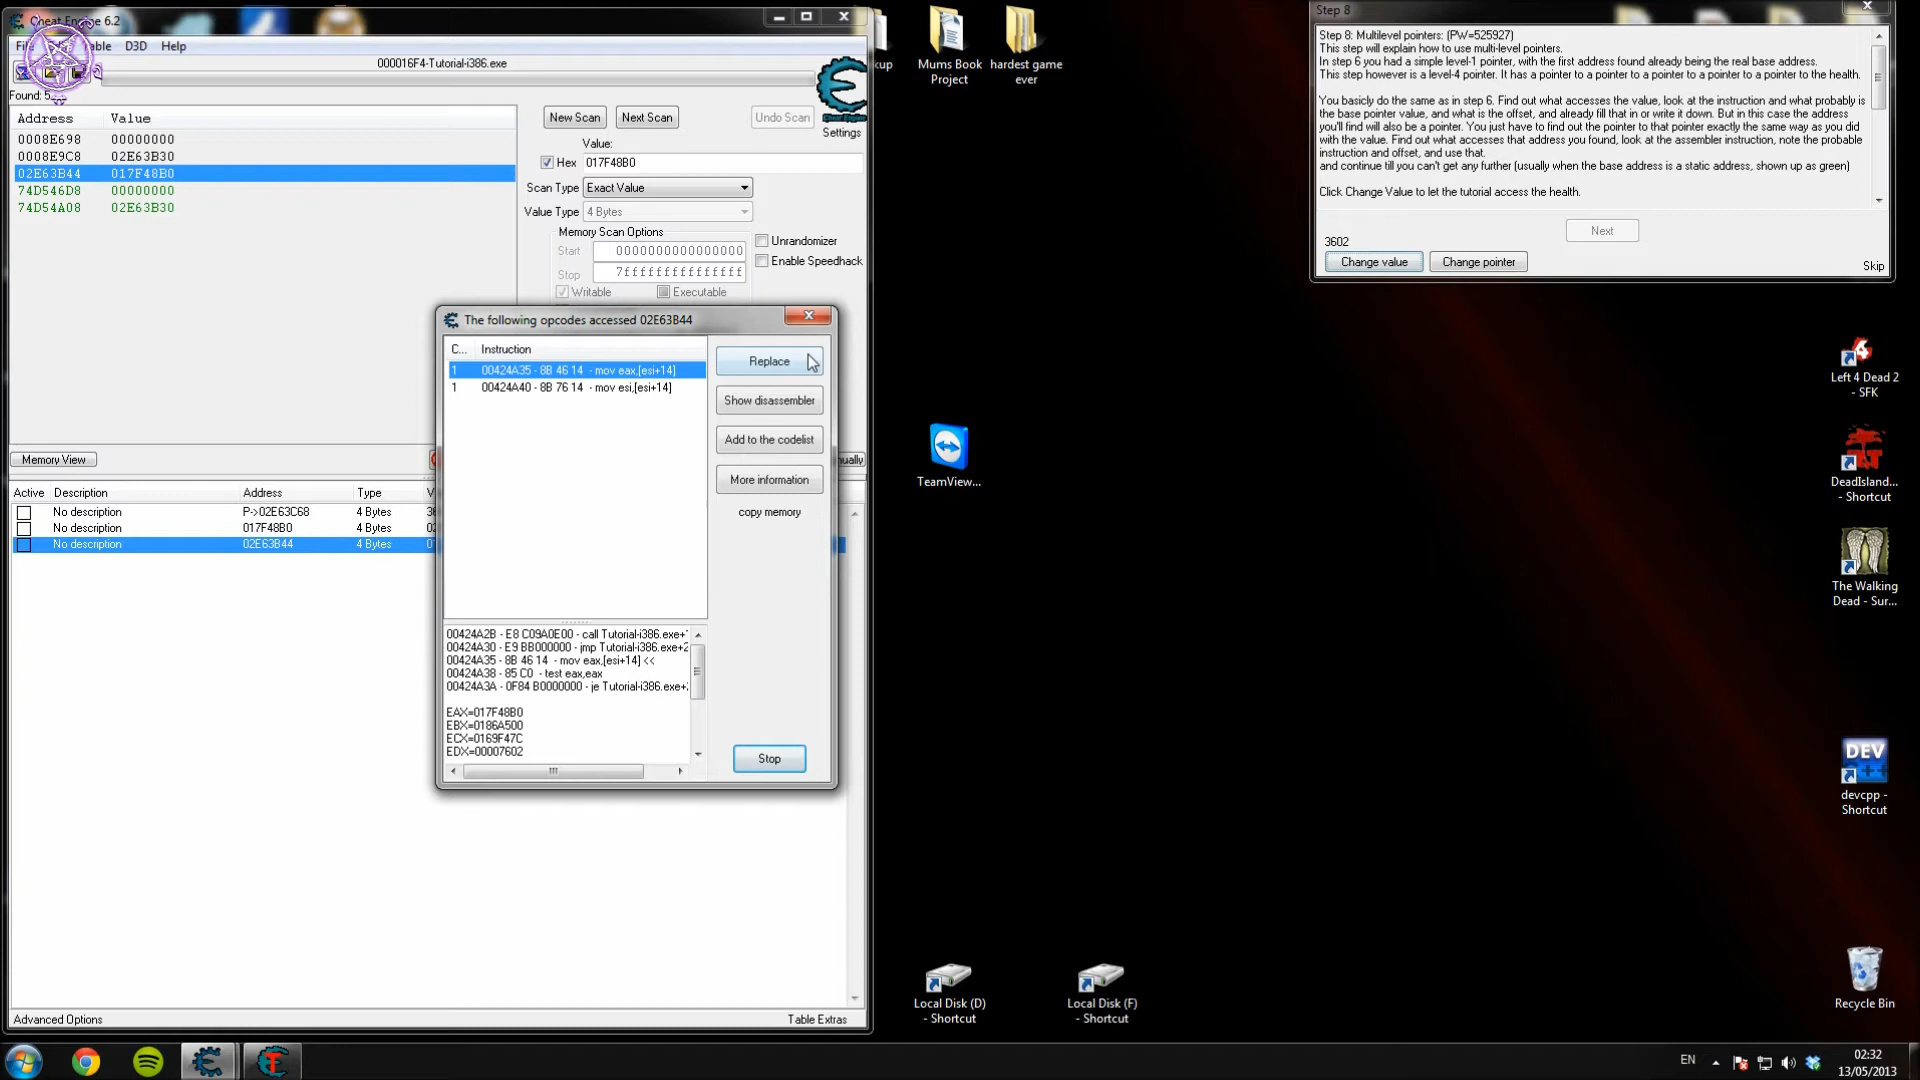 Cheat Engine 6.2
Table D3D Help
000016F4-Tutorial-i386.exe
Settings
Address Value
0008E698 00000000
0008E9C8 02E63B30
02E63B44 017F48B0
74D546D8 00000000
74D54A08 02E63B30
New Scan Next Scan Undo Scan
Value:
Hex 017F48B0
Scan Type Exact Value
Value Type 4 Bytes
Memory Scan Options
Start 0000000000000000
Stop 7fffffffffffffff
Writable Executable
Unrandomizer
Enable Speedhack
The following opcodes accessed 02E63B44
C... Instruction
1 00424A35 - 8B 46 14 - mov eax,[esi+14]
1 00424A40 - 8B 76 14 - mov esi,[esi+14]
Replace
Show disassembler
Add to the codelist
More information
copy memory
00424A2B - E8 C09A0E00 - call Tutorial-i386.exe+
00424A30 - E9 BB000000 - jmp Tutorial-i386.exe+2
00424A35 - 8B 46 14 - mov eax,[esi+14] <<
00424A38 - 85 C0 - test eax,eax
00424A3A - 0F84 B0000000 - je Tutorial-i386.exe+
EAX=017F48B0
EBX=0186A500
ECX=0169F47C
EDX=00007602
Stop
Memory View
Active Description Address Type
No description P->02E63C68 4 Bytes
No description 017F48B0 4 Bytes
No description 02E63B44 4 Bytes
Advanced Options Table Extras
Step 8
Step 8: Multilevel pointers: (PW=525927)
This step will explain how to use multi-level pointers.
In step 6 you had a simple level-1 pointer, with the first address found already being the real base address.
This step however is a level-4 pointer. It has a pointer to a pointer to a pointer to a pointer to a pointer to the health.
You basicly do the same as in step 6. Find out what accesses the value, look at the instruction and what probably is
the base pointer value, and what is the offset, and already fill that in or write it down. But in this case the address
you'll find will also be a pointer. You just have to find out the pointer to that pointer exactly the same way as you did
with the value. Find out what accesses that address you found, look at the assembler instruction, note the probable
instruction and offset, and use that.
and continue till you can't get any further (usually when the base address is a static address, shown up as green)
Click Change Value to let the tutorial access the health.
Next
3602
Change value Change pointer
Skip
Mums Book
Project
hardest game
ever
TeamView...
Left 4 Dead 2
- SFK
DeadIsland...
- Shortcut
The Walking
Dead - Sur...
DEV
C++
devcpp -
Shortcut
Local Disk (D)
- Shortcut
Local Disk (F)
- Shortcut
Recycle Bin
EN
02:32
13/05/2013